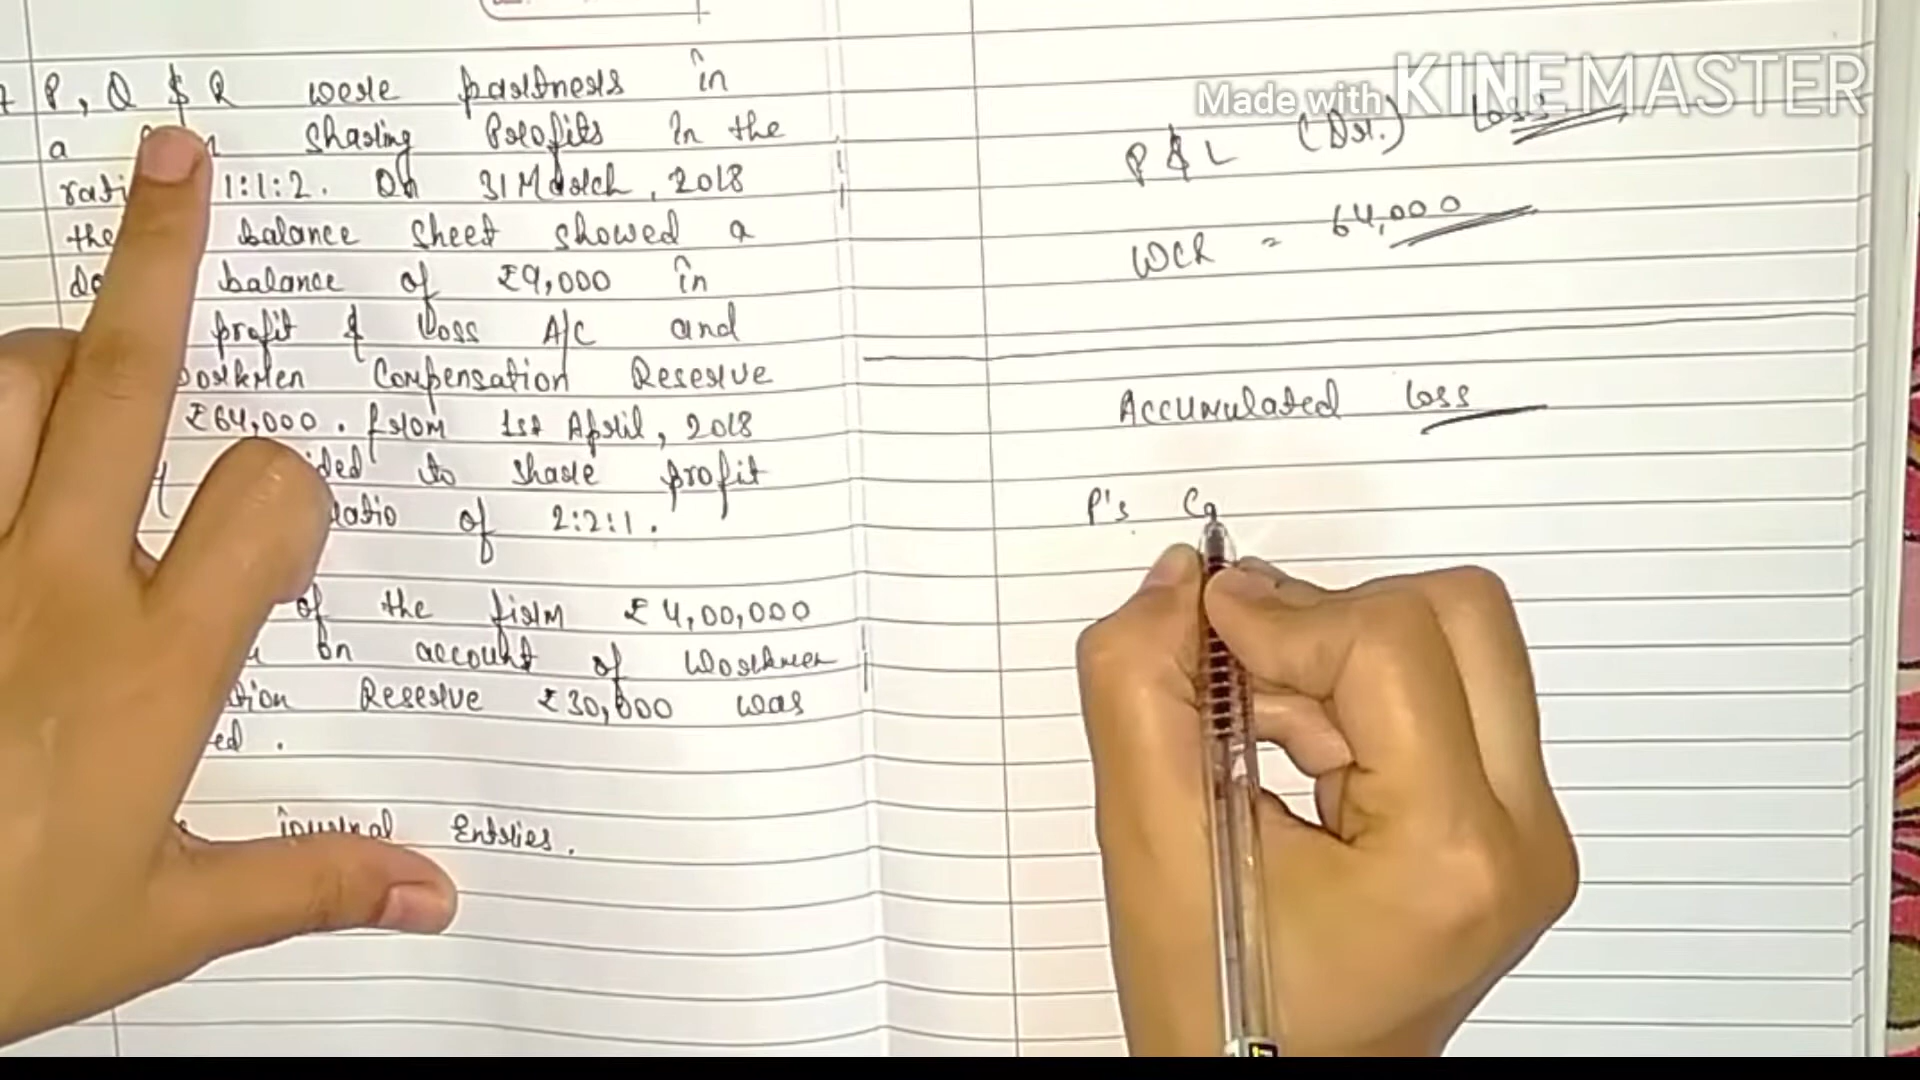 P, Q & R were partners in
a sharing Profits in the
1:1:2. On 31 March, 2018
the balance sheet showed a
balance of ₹9,000 in
profit & loss A/C and
Compensation Reserve
₹64,000. from 1st April, 2018
to share profit
of 2:2:1.
of the firm ₹4,00,000
on account of Workmen
Reserve ₹30,000 was
journal Entries.
Made with KINEMASTER
P & L (Dr.) Loss
WCR = 64,000
Accumulated loss
P's Ca